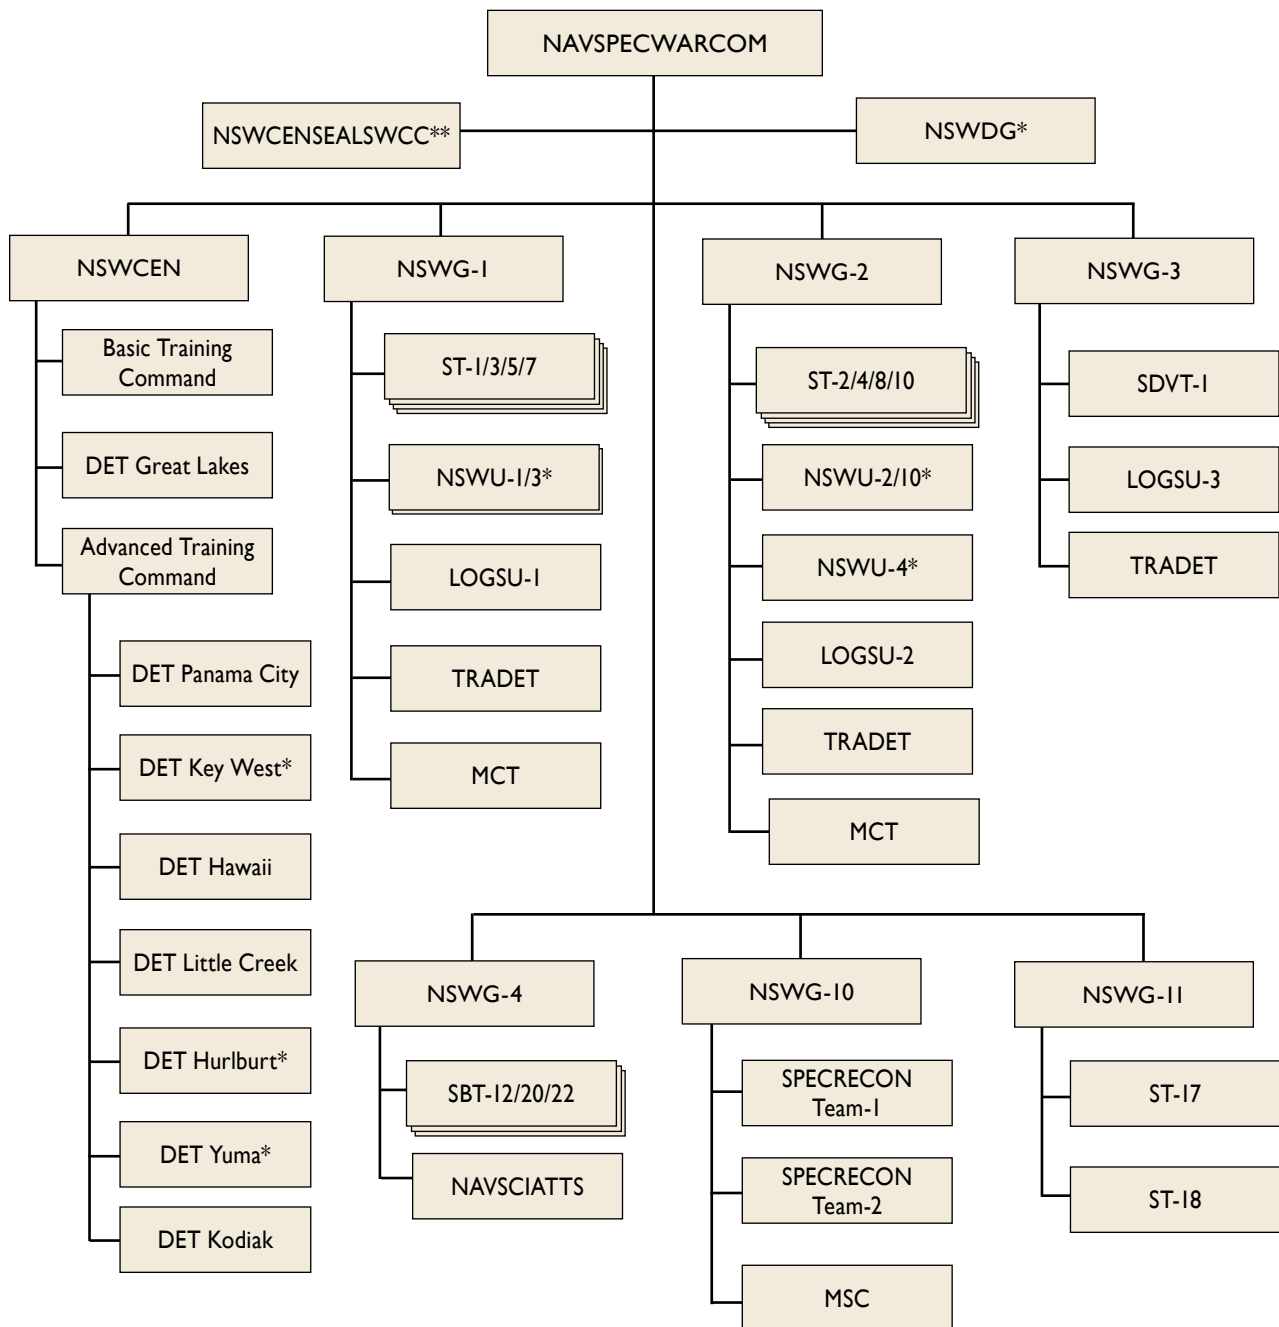 NAVSPECWARCOM
NSWCENSEALSWCC**
NSWDG*
NSWCEN
Basic Training
Command
DET Great Lakes
Advanced Training
Command
DET Panama City
DET Key West*
DET Hawaii
DET Little Creek
DET Hurlburt*
DET Yuma*
DET Kodiak
NSWG-1
ST-1/3/5/7
NSWU-1/3*
LOGSU-1
TRADET
MCT
NSWG-2
ST-2/4/8/10
NSWU-2/10*
NSWU-4*
LOGSU-2
TRADET
MCT
NSWG-3
SDVT-1
LOGSU-3
TRADET
NSWG-4
SBT-12/20/22
NAVSCIATTS
NSWG-10
SPECRECON
Team-1
SPECRECON
Team-2
MSC
NSWG-11
ST-17
ST-18